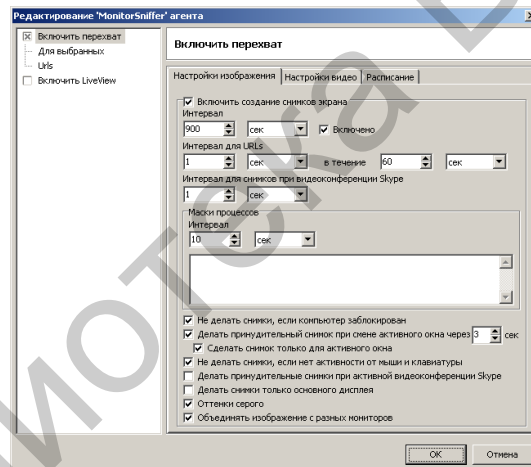 Редактирование 'MonitorSniffer' агента
Включить перехват
Для выбранных
Urls
Включить LiveView
Включить перехват
Настройки изображения Настройки видео Расписание
Включить создание снимков экрана
Интервал
900 сек Включено
Интервал для URLs
1 сек в течение 60 сек
Интервал для снимков при видеоконференции Skype
1 сек
Маски процессов
Интервал
10 сек
Не делать снимки, если компьютер заблокирован
Делать принудительный снимок при смене активного окна через 3 сек
Сделать снимок только для активного окна
Не делать снимки, если нет активности от мыши и клавиатуры
Делать принудительные снимки при активной видеоконференции Skype
Делать снимки только основного дисплея
Оттенки серого
Объединять изображение с разных мониторов
OK Отмена